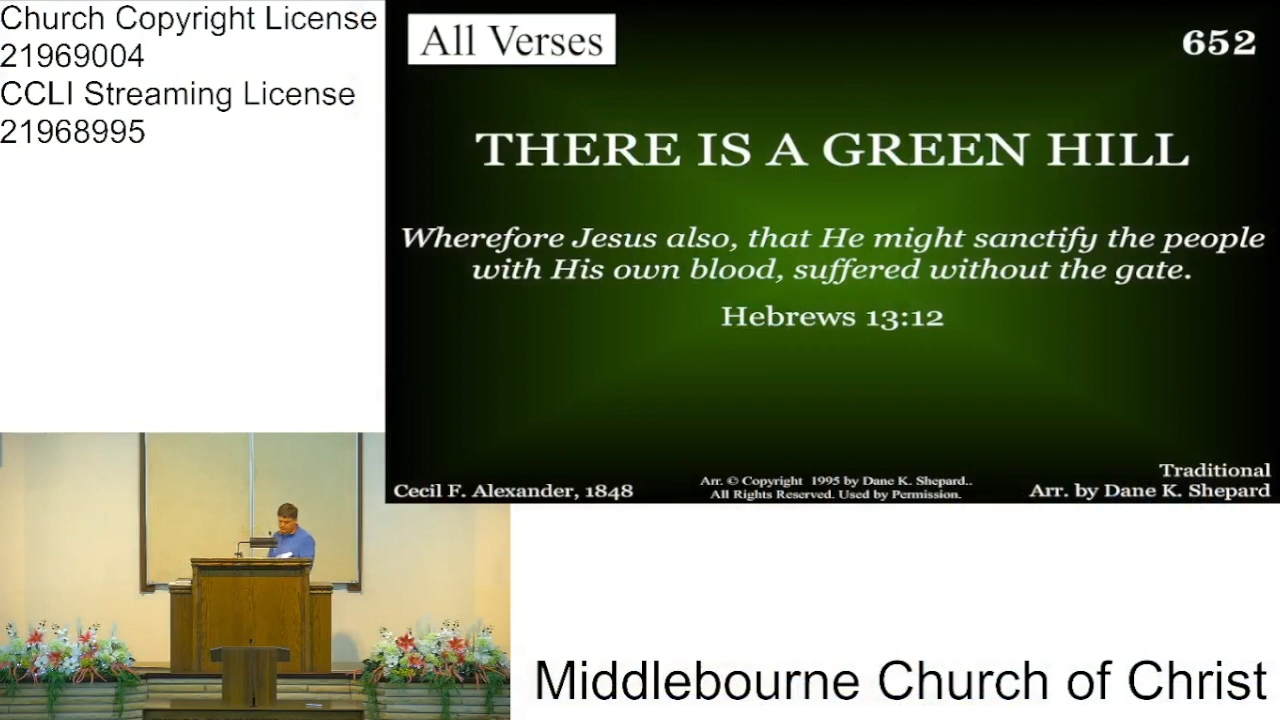 Church Copyright License
21969004
CCLI Streaming License
21968995
All Verses
652
THERE IS A GREEN HILL
Wherefore Jesus also, that He might sanctify the people
with His own blood, suffered without the gate.
Hebrews 13:12
Cecil F. Alexander, 1848
Arr. © Copyright 1995 by Dane K. Shepard..
All Rights Reserved. Used by Permission.
Traditional
Arr. by Dane K. Shepard
Middlebourne Church of Christ